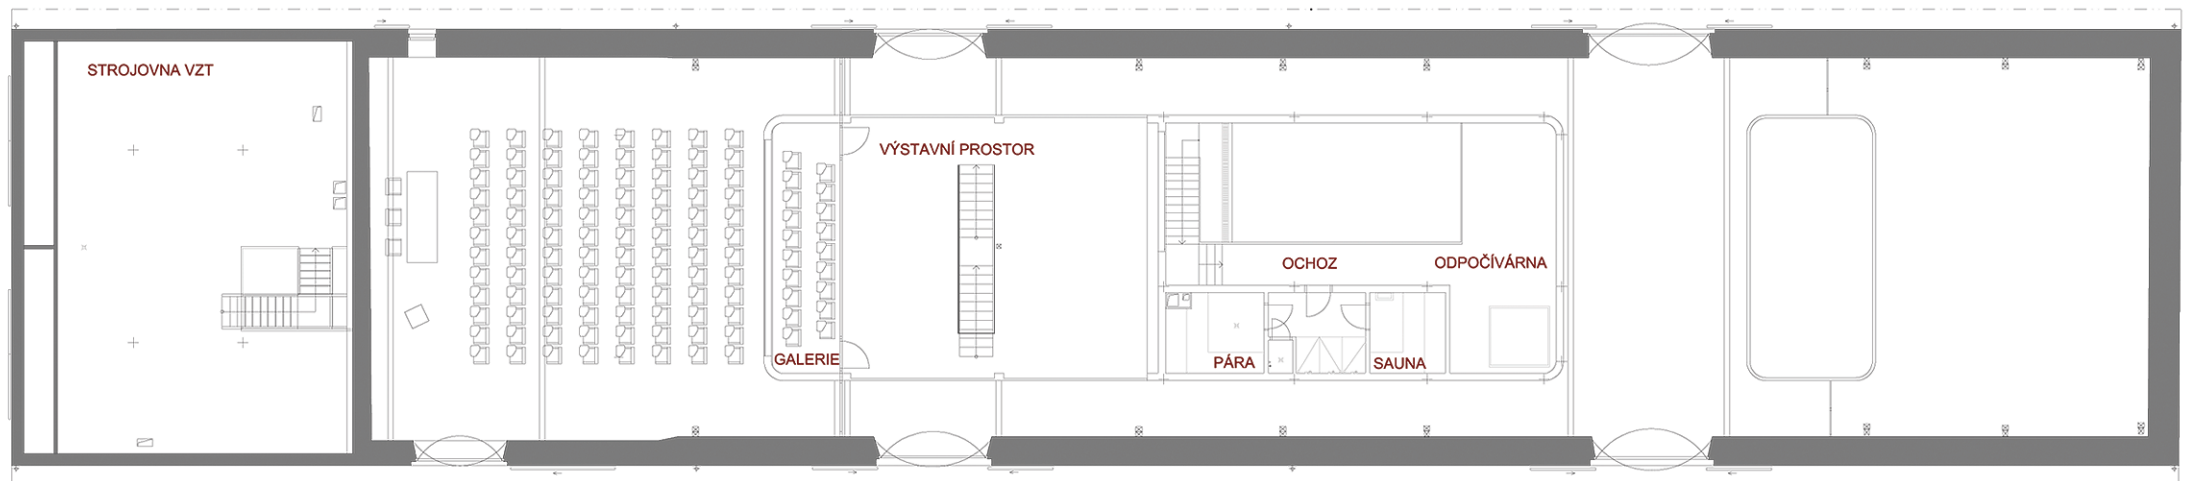 STROJOVNA VZT
VÝSTAVNÍ PROSTOR
OCHOZ
ODPOČÍVÁRNA
GALERIE
PÁRA
SAUNA